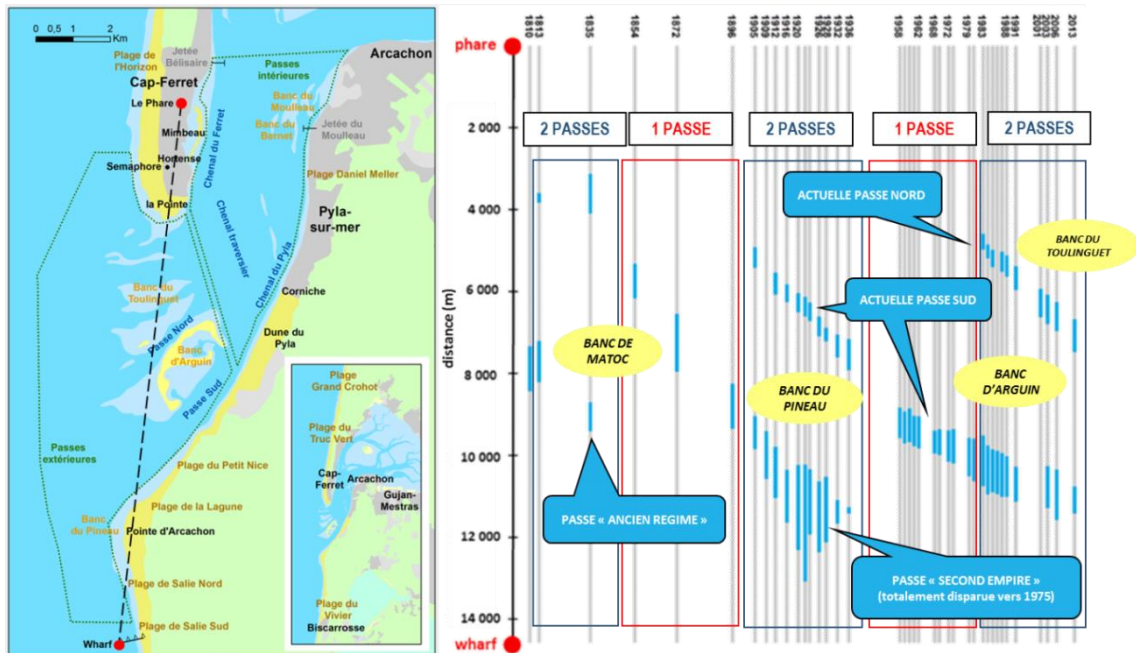 0 0,5 1 2
Km
Plage de
l'Horizon
Jetée
Bélisaire
Arcachon
Cap-Ferret
Passes
intérieures
Le Phare
Banc du
Moulleau
Banc du
Bernet
Jetée du
Moulleau
Mimbeau
Chenal du Ferret
Hortense
Semaphore
Plage Daniel Meller
la Pointe
Pyla-
sur-mer
Chenal traversier
Chenal du Pyla
Corniche
Banc du
Toulinguet
Passe Nord
Dune du
Pyla
Banc
d'Arguin
Passe Sud
Passes
extérieures
Plage du Petit Nice
Plage de la Lagune
Banc
du Pineau
Pointe d'Arcachon
Plage de Salie Nord
Plage de Salie Sud
Wharf
Plage
Grand Crohot
Plage du
Truc Vert
Cap-
Ferret
Arcachon
Gujan-
Mestras
Plage du
Vivier
Biscarrosse
1810
1813
1835
1854
1872
1896
1905
1909
1912
1916
1920
1932
1936
1958
1962
1968
1972
1979
1983
1988
1991
2001
2003
2006
2013
phare
distance (m)
2 000
4 000
6 000
8 000
10 000
12 000
14 000
wharf
2 PASSES
1 PASSE
2 PASSES
1 PASSE
2 PASSES
ACTUELLE PASSE NORD
BANC DU
TOULINGUET
ACTUELLE PASSE SUD
BANC DE
MATOC
BANC DU
PINEAU
BANC
D'ARGUIN
PASSE « ANCIEN REGIME »
PASSE « SECOND EMPIRE »
(totalement disparue vers 1975)